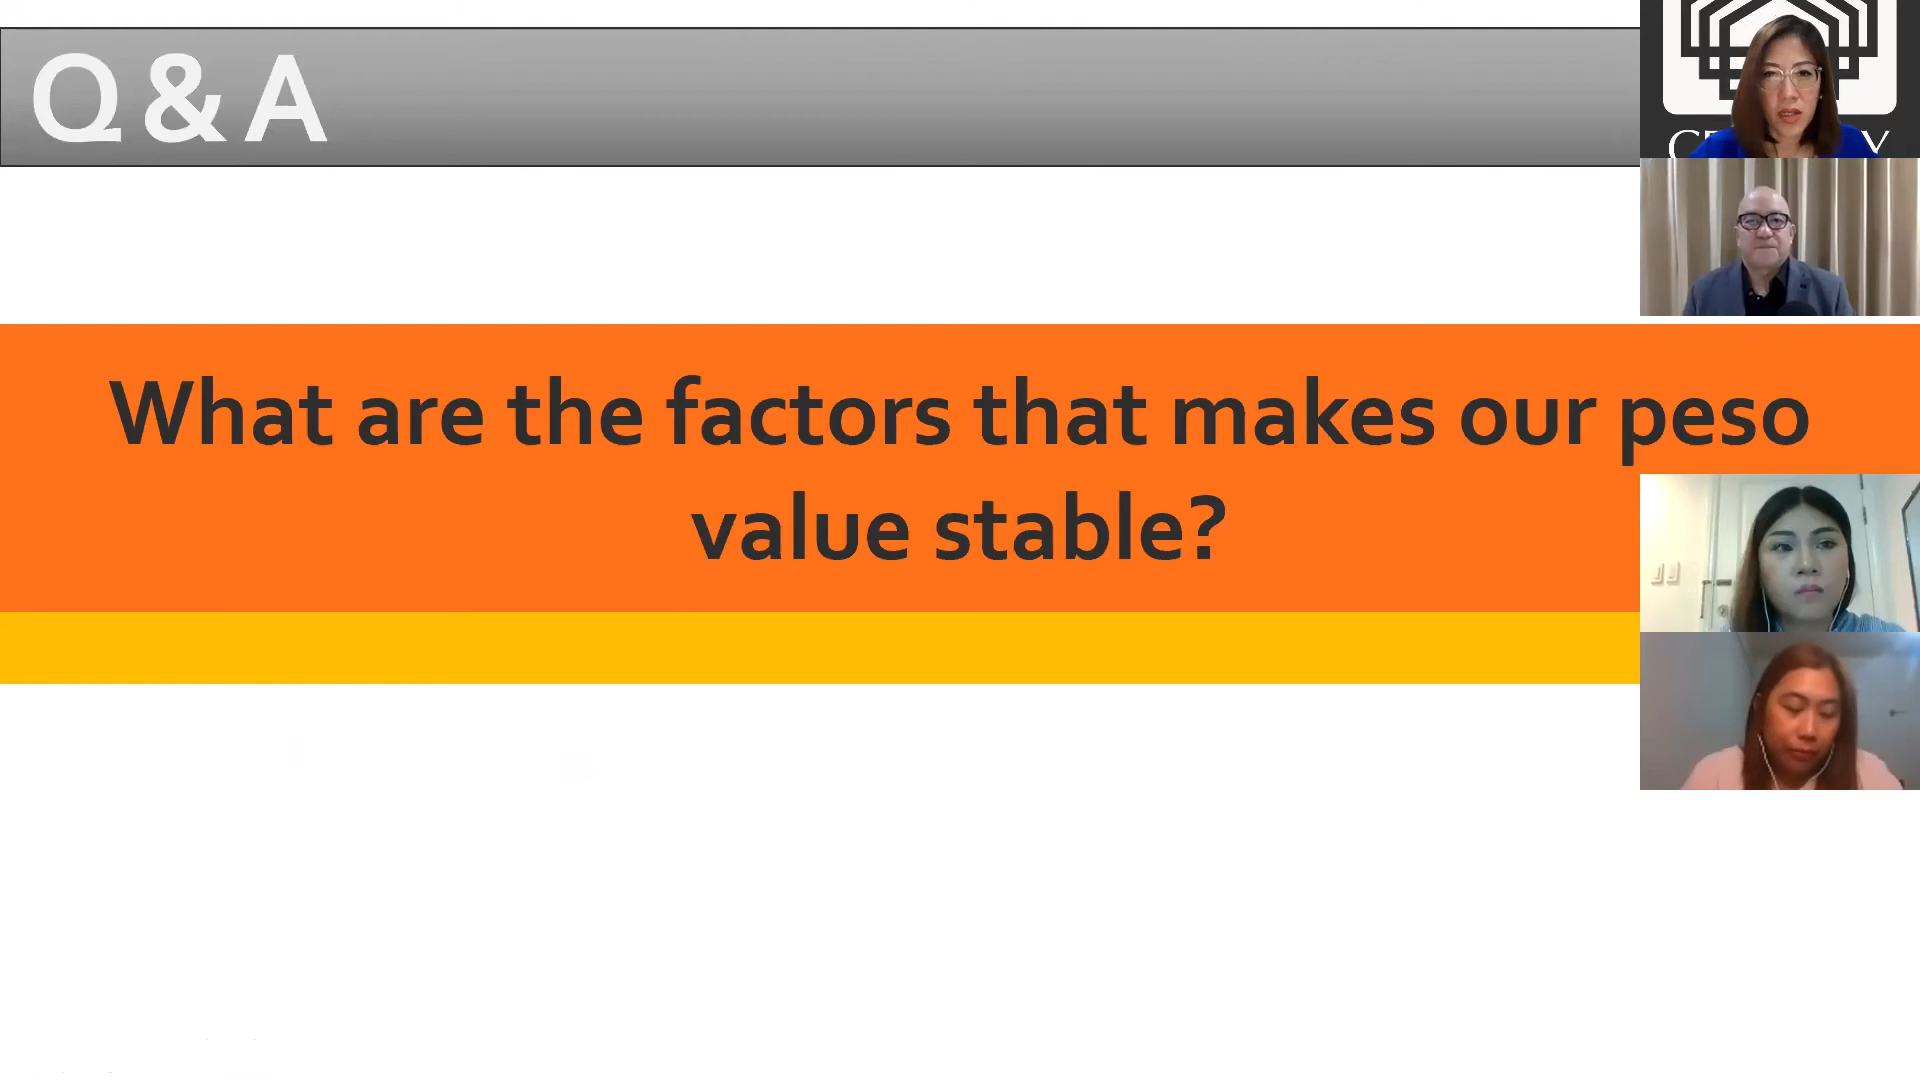 Q & A
What are the factors that makes our peso
value stable?